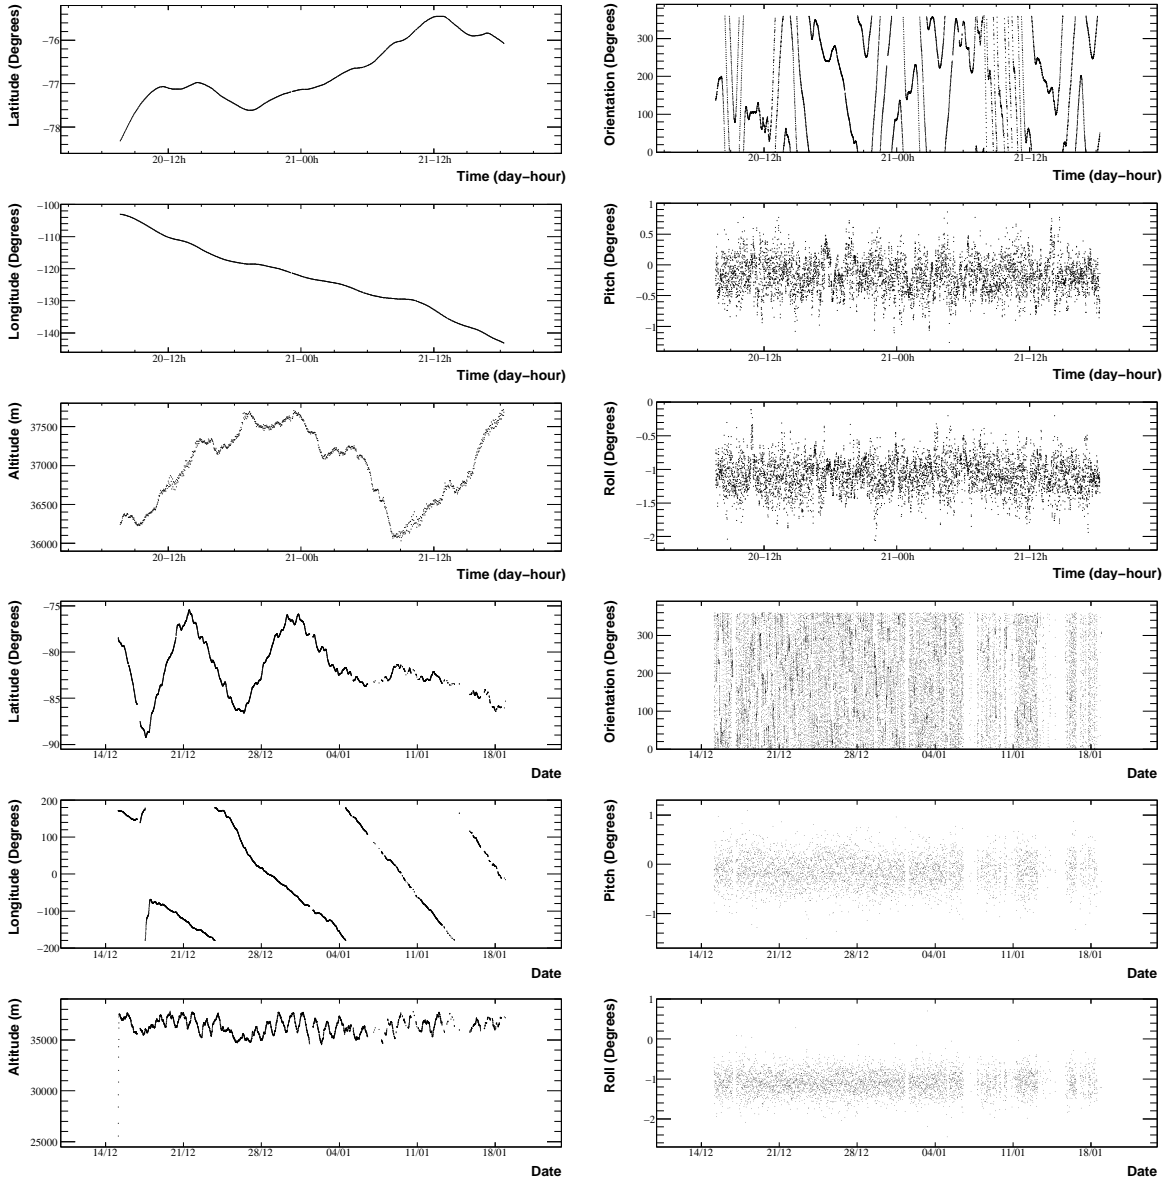 Latitude (Degrees)
−76
−77
−78
20−12h 21−00h 21−12h
Time (day−hour)
Orientation (Degrees)
300
200
100
0
20−12h 21−00h 21−12h
Time (day−hour)
Longitude (Degrees)
−100
−110
−120
−130
−140
20−12h 21−00h 21−12h
Time (day−hour)
Pitch (Degrees)
1
0.5
0
−0.5
−1
20−12h 21−00h 21−12h
Time (day−hour)
Altitude (m)
37500
37000
36500
36000
20−12h 21−00h 21−12h
Time (day−hour)
Roll (Degrees)
0
−0.5
−1
−1.5
−2
20−12h 21−00h 21−12h
Time (day−hour)
Latitude (Degrees)
−75
−80
−85
−90
14/12 21/12 28/12 04/01 11/01 18/01
Date
Orientation (Degrees)
300
200
100
0
14/12 21/12 28/12 04/01 11/01 18/01
Date
Longitude (Degrees)
200
100
0
−100
−200
14/12 21/12 28/12 04/01 11/01 18/01
Date
Pitch (Degrees)
1
0
−1
14/12 21/12 28/12 04/01 11/01 18/01
Date
Altitude (m)
35000
30000
25000
14/12 21/12 28/12 04/01 11/01 18/01
Date
Roll (Degrees)
1
0
−1
−2
14/12 21/12 28/12 04/01 11/01 18/01
Date